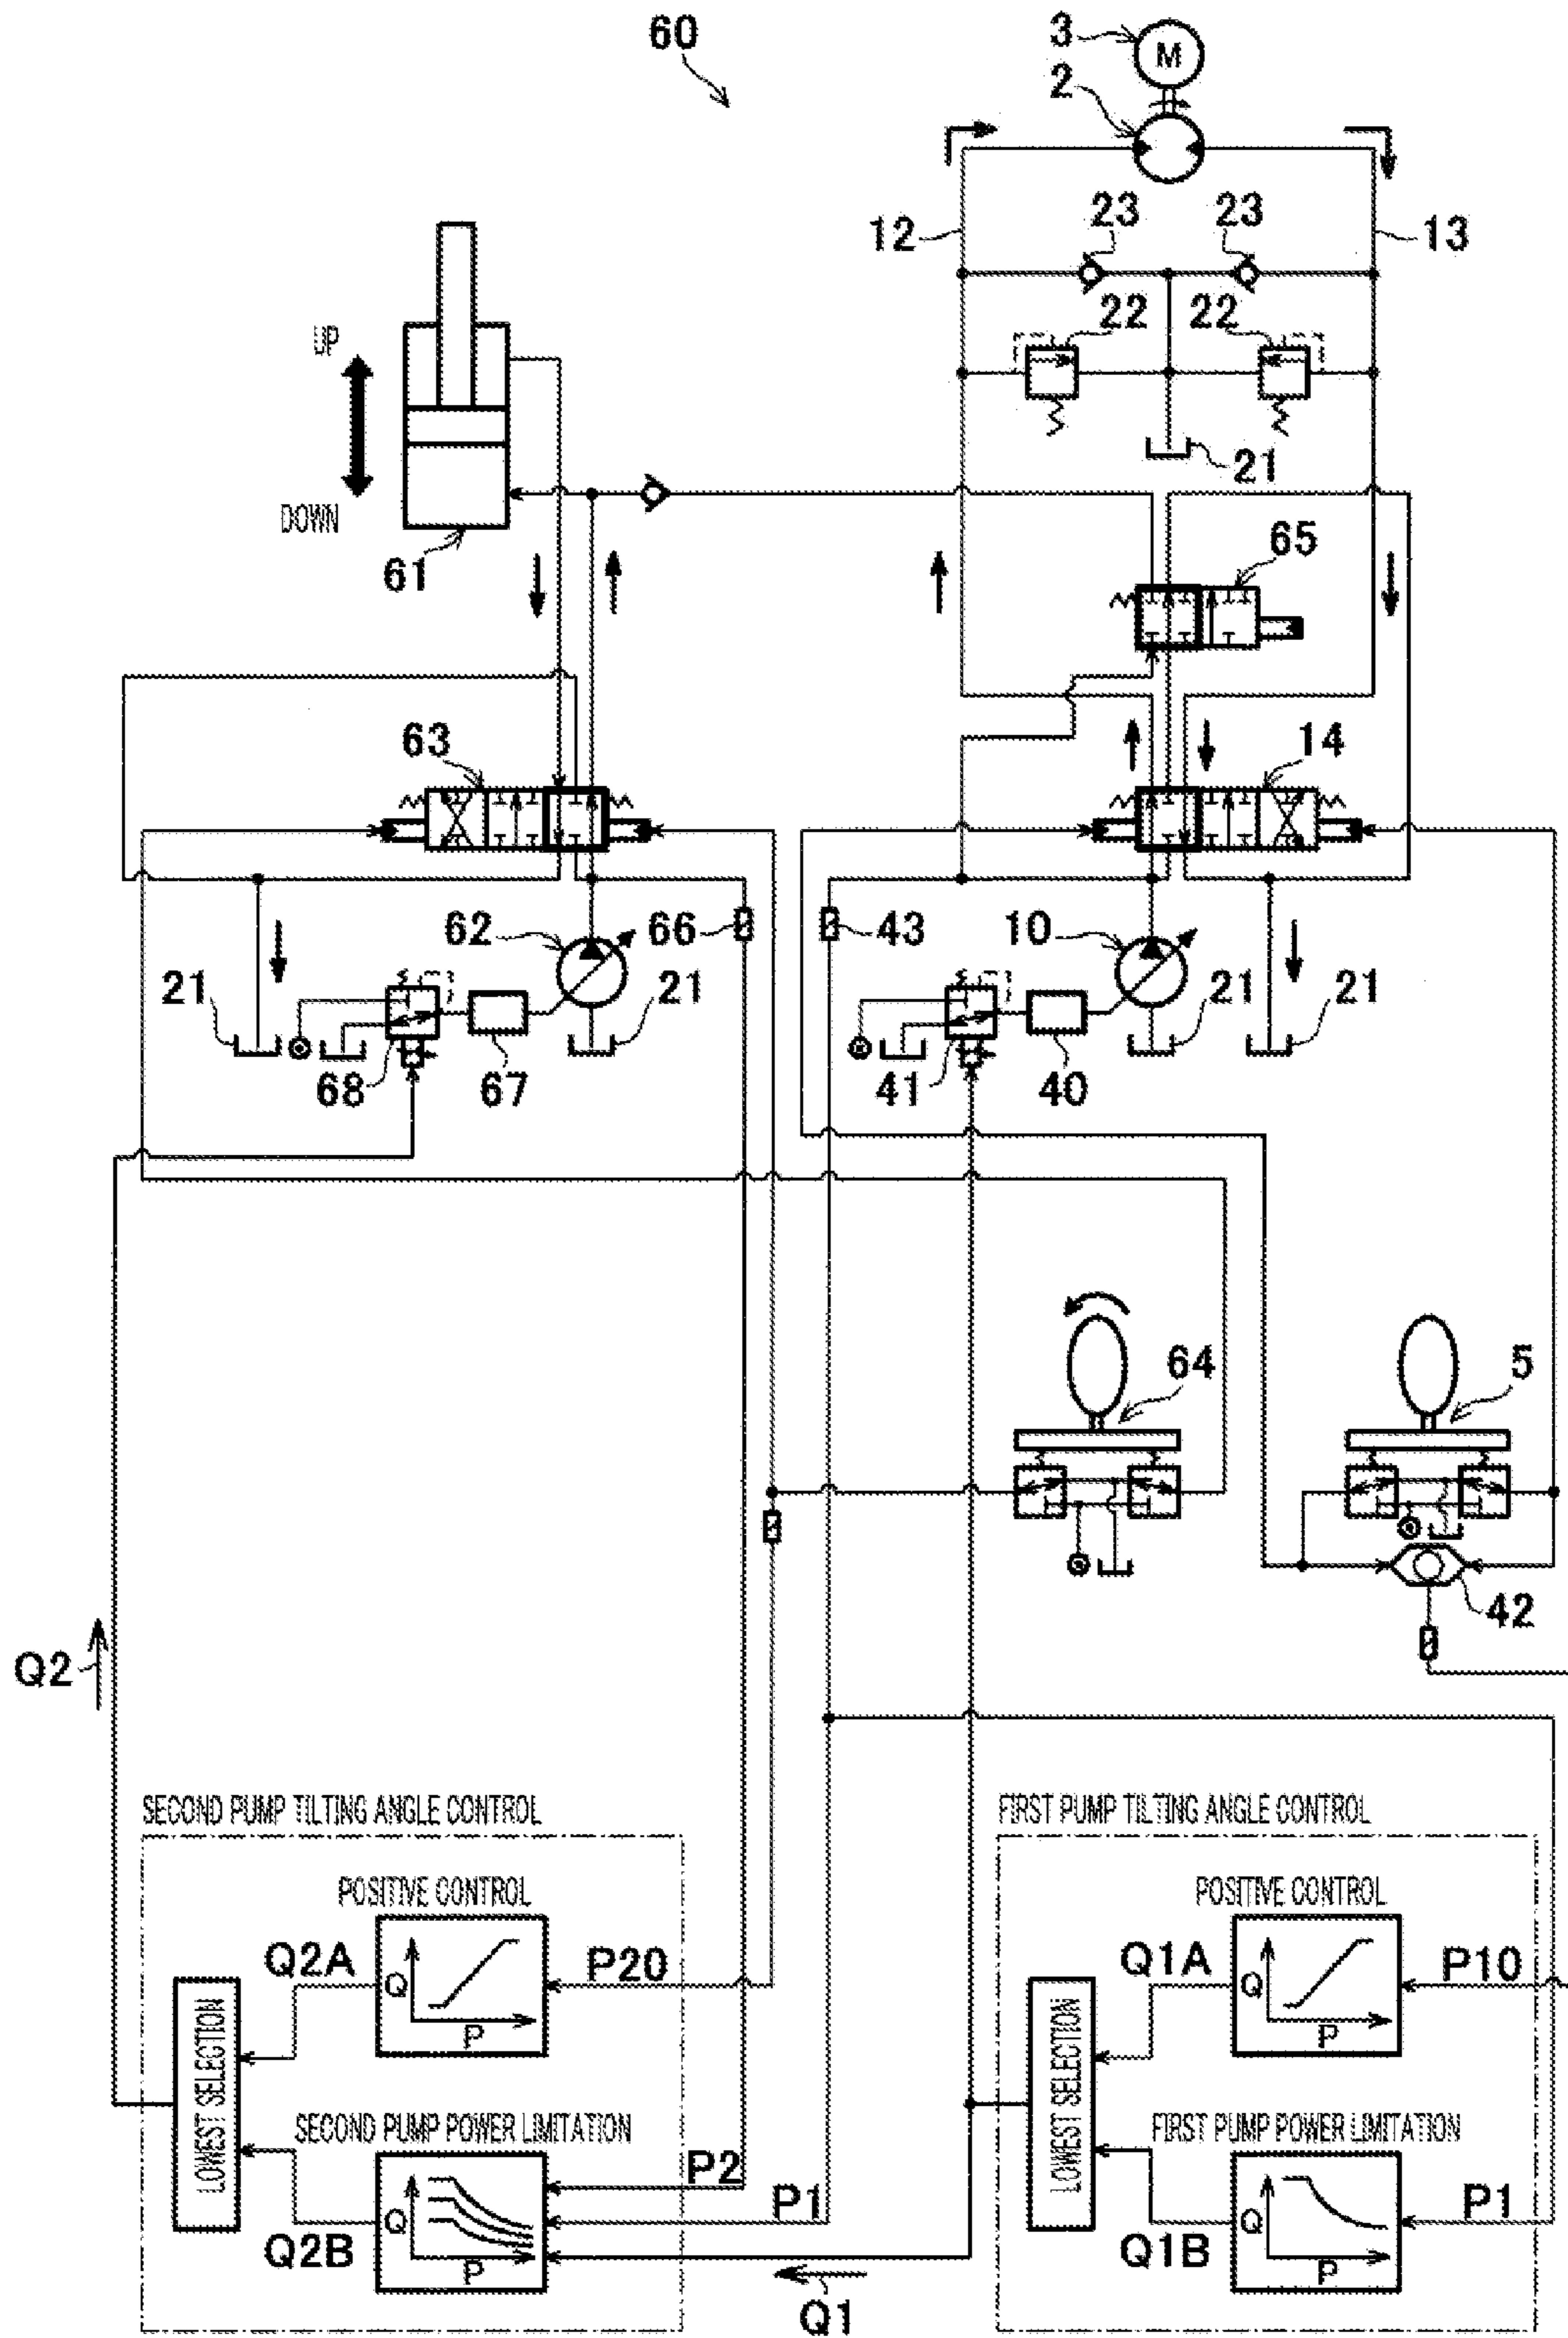 60
3
M
2
12
23
23
13
22
22
UP
21
DOWN
61
65
63
14
62
66
43
10
21
21
21
21
68
67
41
40
64
5
42
Q2
SECOND PUMP TILTING ANGLE CONTROL
FIRST PUMP TILTING ANGLE CONTROL
POSITIVE CONTROL
POSITIVE CONTROL
Q2A
Q
P
P20
Q1A
Q
P
P10
LOWEST SELECTION
LOWEST SELECTION
SECOND PUMP POWER LIMITATION
FIRST PUMP POWER LIMITATION
P2
P1
P1
Q
P
Q2B
Q
P
Q1B
Q1